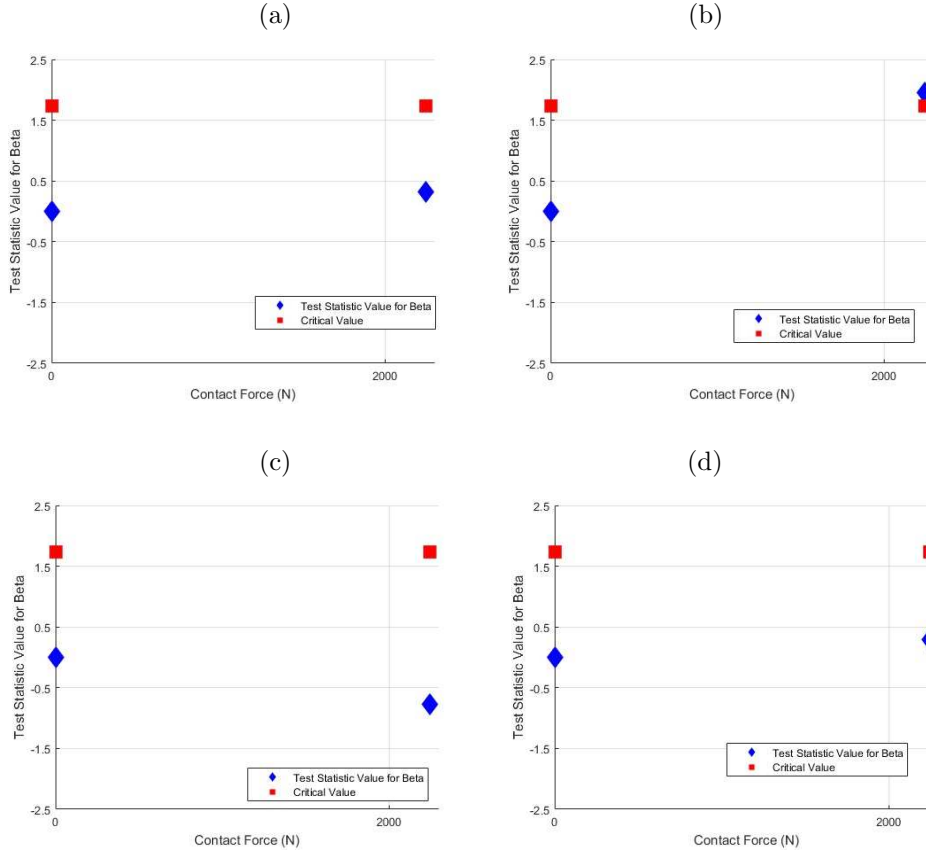 (a)
2.5
1.5
0.5
-0.5
-1.5
-2.5
Test Statistic Value for Beta
Test Statistic Value for Beta
Critical Value
0
2000
Contact Force (N)
(b)
2.5
1.5
0.5
-0.5
-1.5
-2.5
Test Statistic Value for Beta
Test Statistic Value for Beta
Critical Value
0
2000
Contact Force (N)
(c)
2.5
1.5
0.5
-0.5
-1.5
-2.5
Test Statistic Value for Beta
Test Statistic Value for Beta
Critical Value
0
2000
Contact Force (N)
(d)
2.5
1.5
0.5
-0.5
-1.5
-2.5
Test Statistic Value for Beta
Test Statistic Value for Beta
Critical Value
0
2000
Contact Force (N)